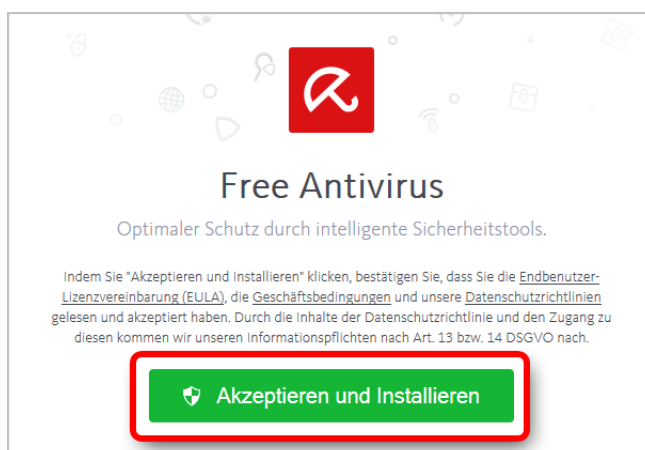 Free Antivirus
Optimaler Schutz durch intelligente Sicherheitstools.
Indem Sie "Akzeptieren und Installieren" klicken, bestätigen Sie, dass Sie die Endbenutzer-
Lizenzvereinbarung (EULA), die Geschäftsbedingungen und unsere Datenschutzrichtlinien
gelesen und akzeptiert haben. Durch die Inhalte der Datenschutzrichtlinie und den Zugang zu
diesen kommen wir unseren Informationspflichten nach Art. 13 bzw. 14 DSGVO nach.
Akzeptieren und Installieren